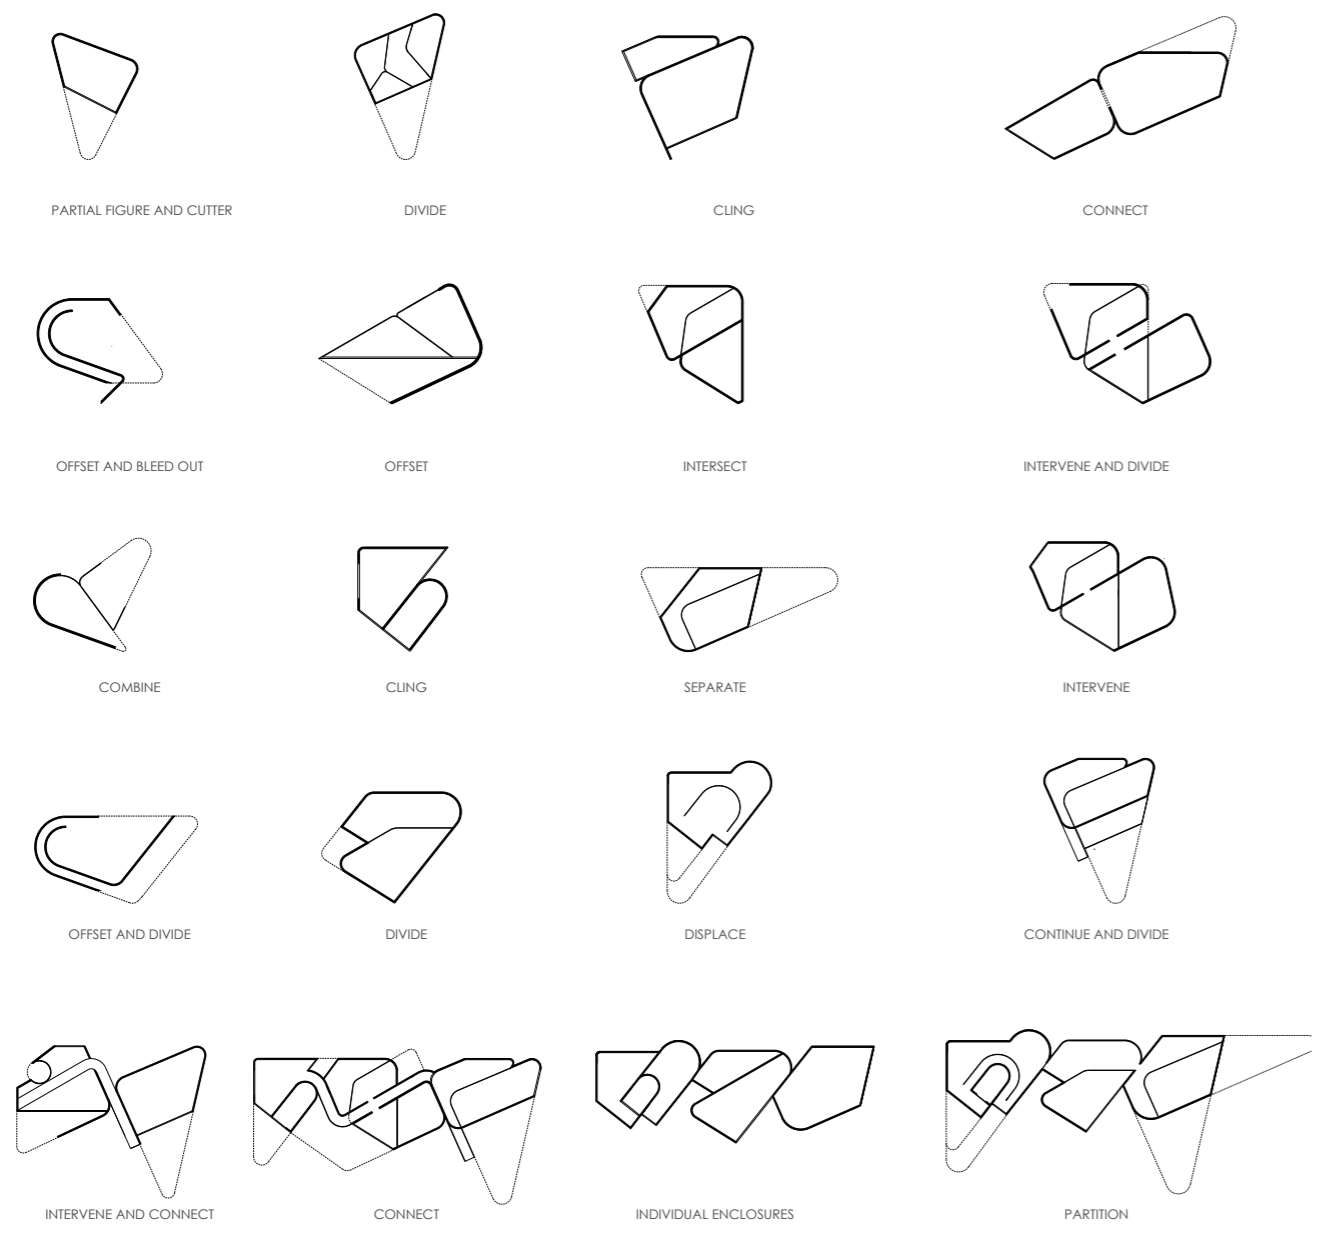 PARTIAL FIGURE AND CUTTER
DIVIDE
CLING
CONNECT
OFFSET AND BLEED OUT
OFFSET
INTERSECT
INTERVENE AND DIVIDE
COMBINE
CLING
SEPARATE
INTERVENE
OFFSET AND DIVIDE
DIVIDE
DISPLACE
CONTINUE AND DIVIDE
INTERVENE AND CONNECT
CONNECT
INDIVIDUAL ENCLOSURES
PARTITION